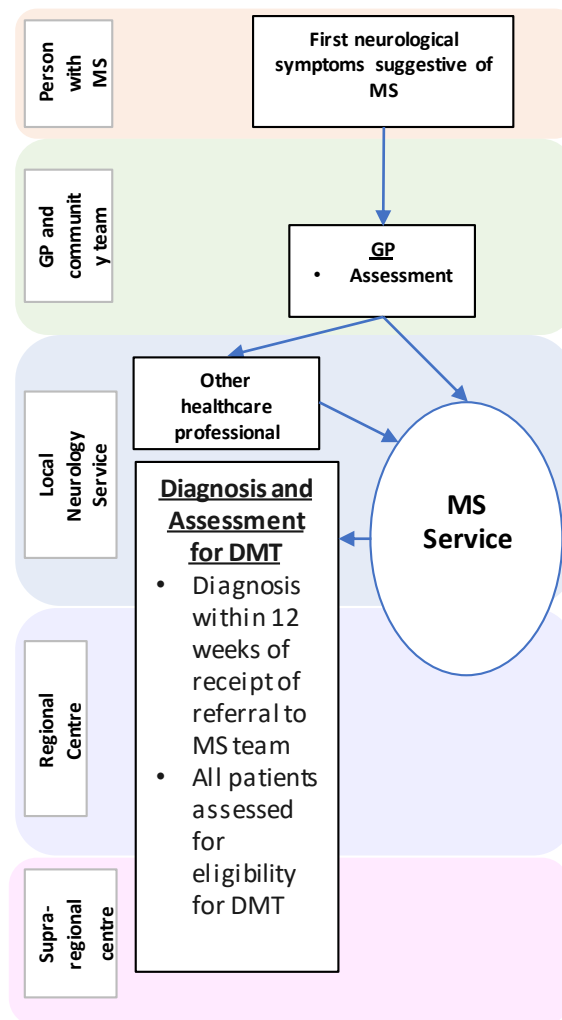 Person
with
MS
First neurological
symptoms suggestive of
MS
GP and
communit
y team
GP
• Assessment
Local
Neurology
Service
Other
healthcare
professional
MS
Service
Diagnosis and
Assessment
for DMT
• Diagnosis
within 12
weeks of
receipt of
referral to
MS team
• All patients
assessed
for
eligibility
for DMT
Regional
Centre
Supra-
regional
centre